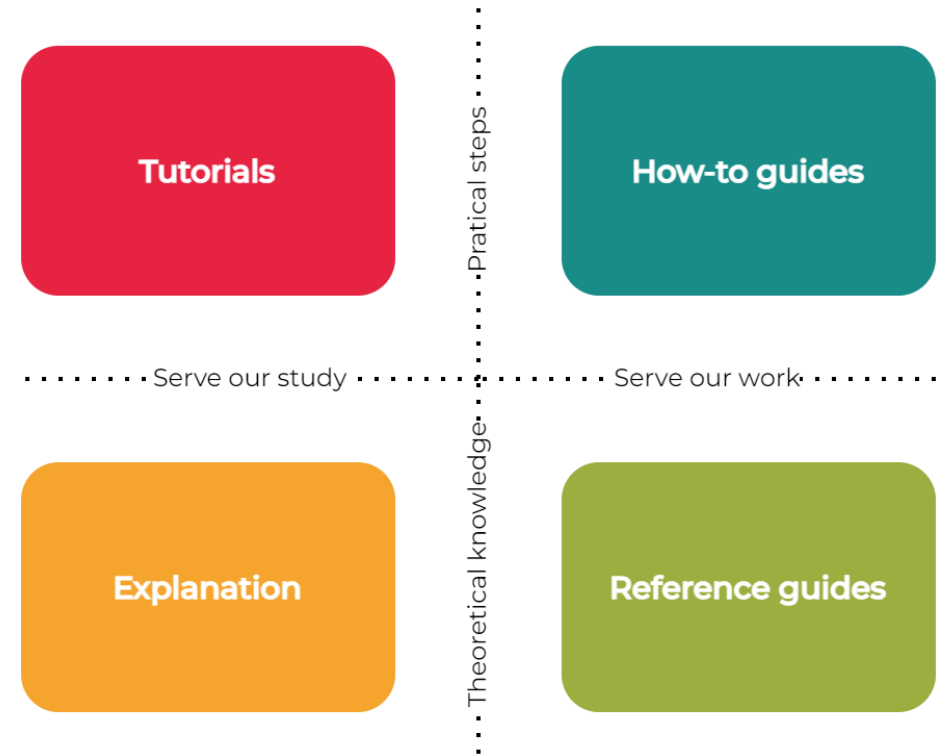 Tutorials
Pratical steps
How-to guides
Serve our study
Serve our work
Explanation
Theoretical knowledge
Reference guides